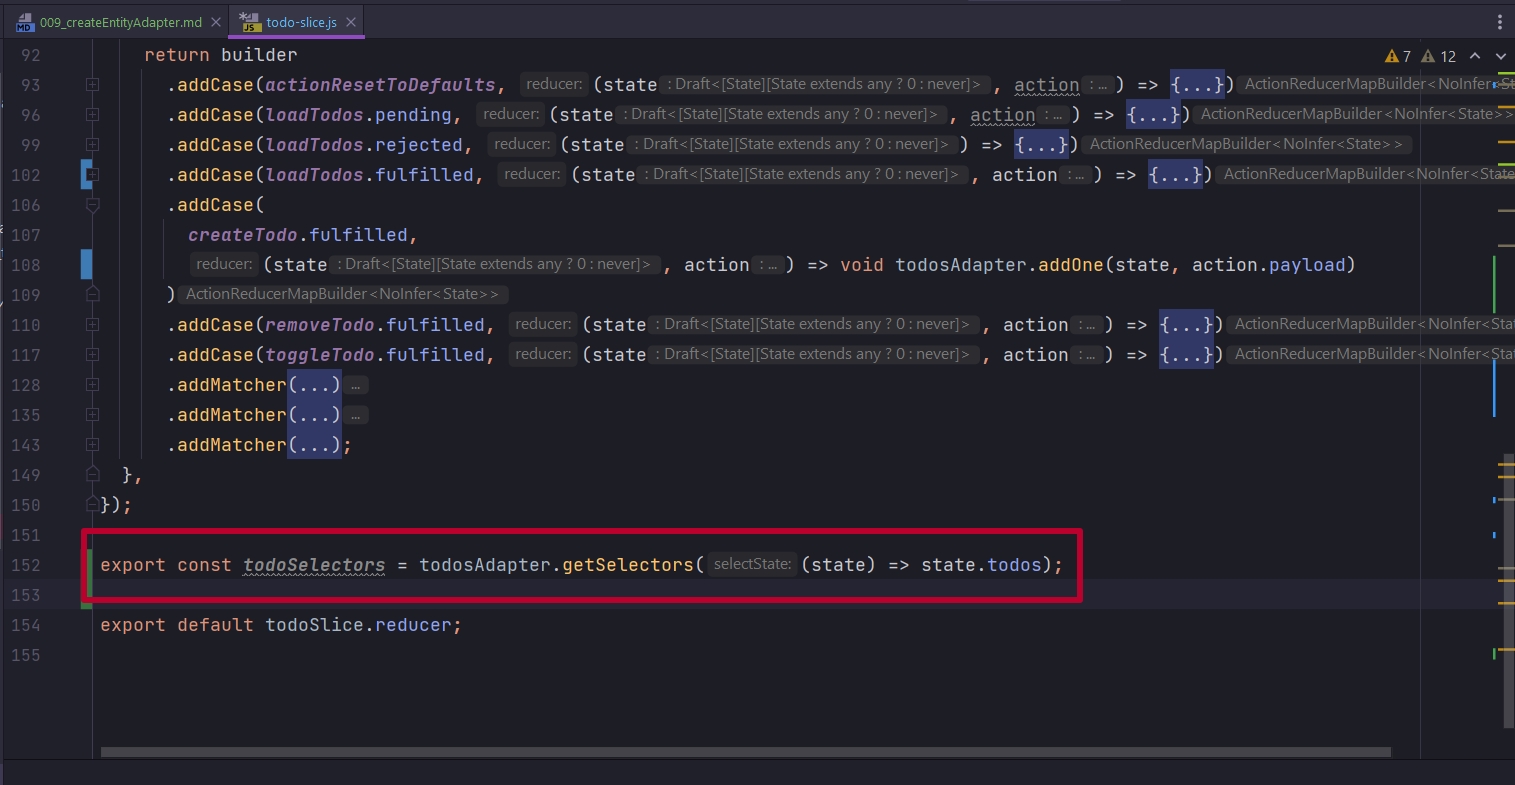 009_createEntityAdapter.md
todo-slice.js
7 12
92 return builder
93 .addCase(actionResetToDefaults, reducer: (state : Draft<[State][State extends any ? 0 : never]> , action : ... ) => {...}) ActionReducerMapBuilder<NoInfer<St
96 .addCase(loadTodos.pending, reducer: (state : Draft<[State][State extends any ? 0 : never]> , action : ... ) => {...}) ActionReducerMapBuilder<NoInfer<State>>
99 .addCase(loadTodos.rejected, reducer: (state : Draft<[State][State extends any ? 0 : never]> ) => {...}) ActionReducerMapBuilder<NoInfer<State>>
102 .addCase(loadTodos.fulfilled, reducer: (state : Draft<[State][State extends any ? 0 : never]> , action : ... ) => {...}) ActionReducerMapBuilder<NoInfer<State
106 .addCase(
107 createTodo.fulfilled,
108 reducer: (state : Draft<[State][State extends any ? 0 : never]> , action : ... ) => void todosAdapter.addOne(state, action.payload)
109 ) ActionReducerMapBuilder<NoInfer<State>>
110 .addCase(removeTodo.fulfilled, reducer: (state : Draft<[State][State extends any ? 0 : never]> , action : ... ) => {...}) ActionReducerMapBuilder<NoInfer<Sta
117 .addCase(toggleTodo.fulfilled, reducer: (state : Draft<[State][State extends any ? 0 : never]> , action : ... ) => {...}) ActionReducerMapBuilder<NoInfer<Stat
128 .addMatcher(...) ...
135 .addMatcher(...) ...
143 .addMatcher(...);
149 },
150 });
151
152 export const todoSelectors = todosAdapter.getSelectors( selectState: (state) => state.todos);
153
154 export default todoSlice.reducer;
155